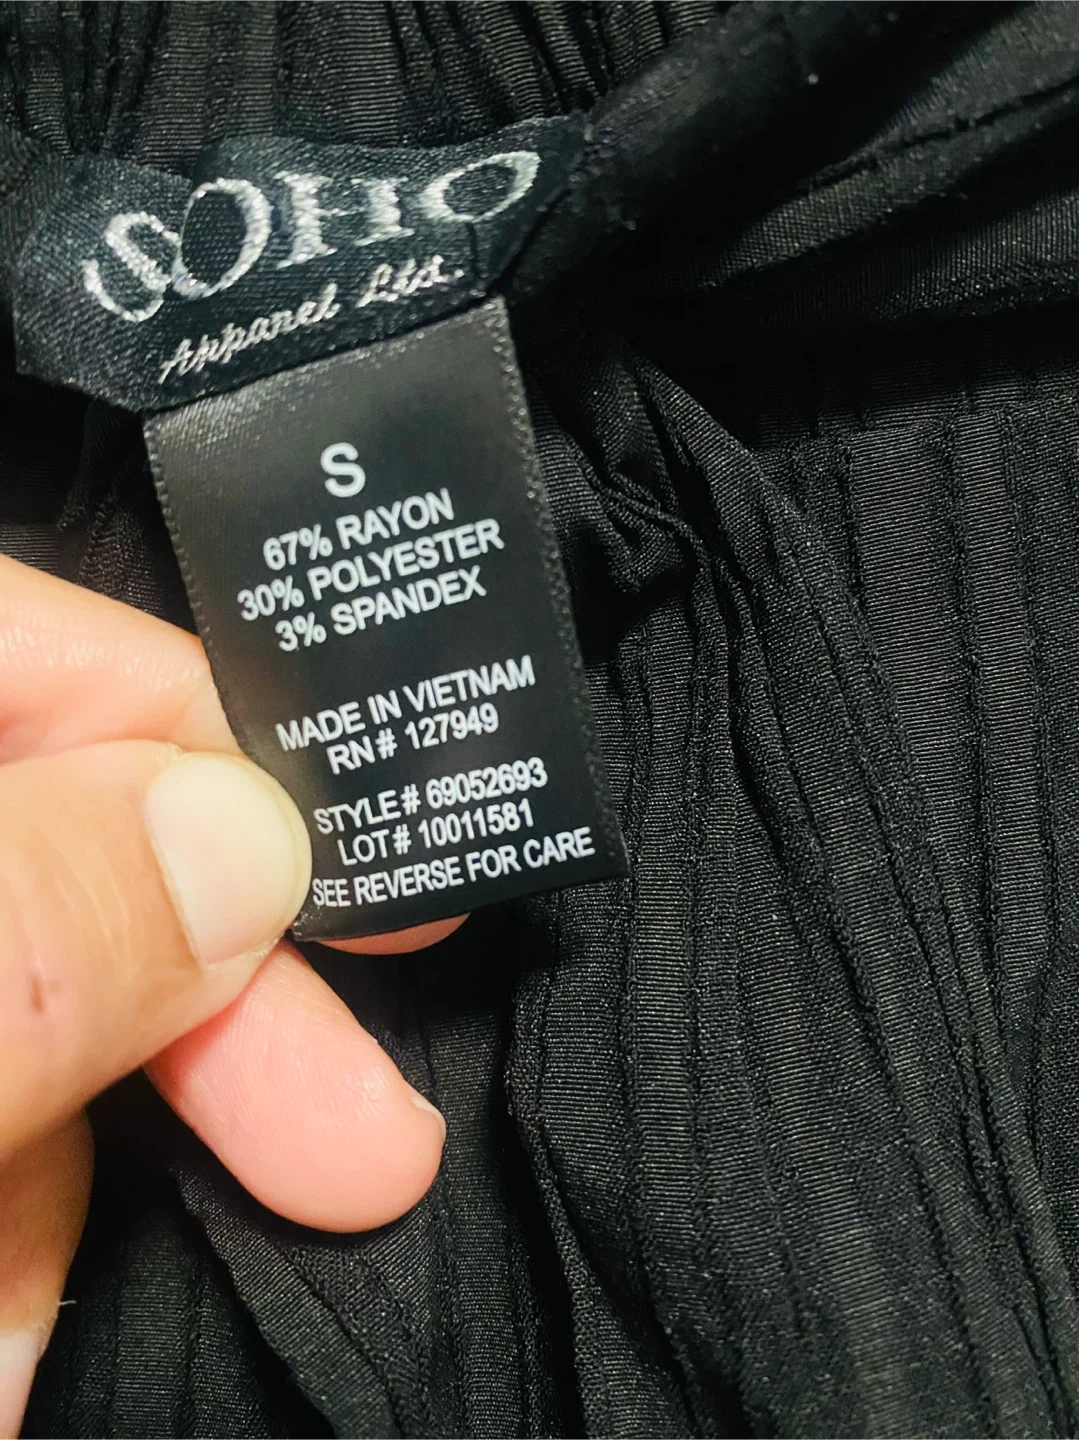 SOHO
Apparel Ltd.
S
67% RAYON
30% POLYESTER
3% SPANDEX
MADE IN VIETNAM
RN# 127949
STYLE# 69052693
LOT# 10011581
SEE REVERSE FOR CARE